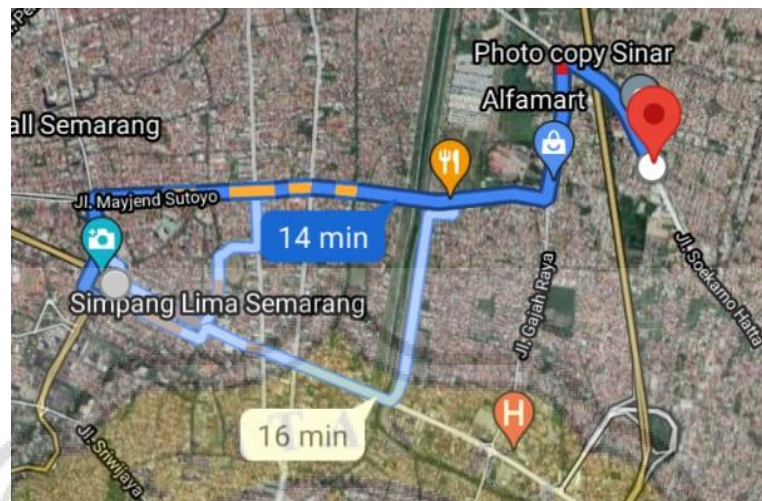 Photo copy Sinar
Alfamart
all Semarang
Jl. Mayjend Sutoyo
14 min
Simpang Lima Semarang
Jl. Gajah Raya
Jl. Soekarno Hatta
16 min
H
Jl. Sriwijaya